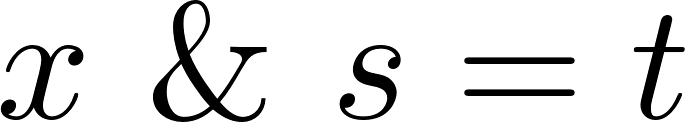 x & s = t